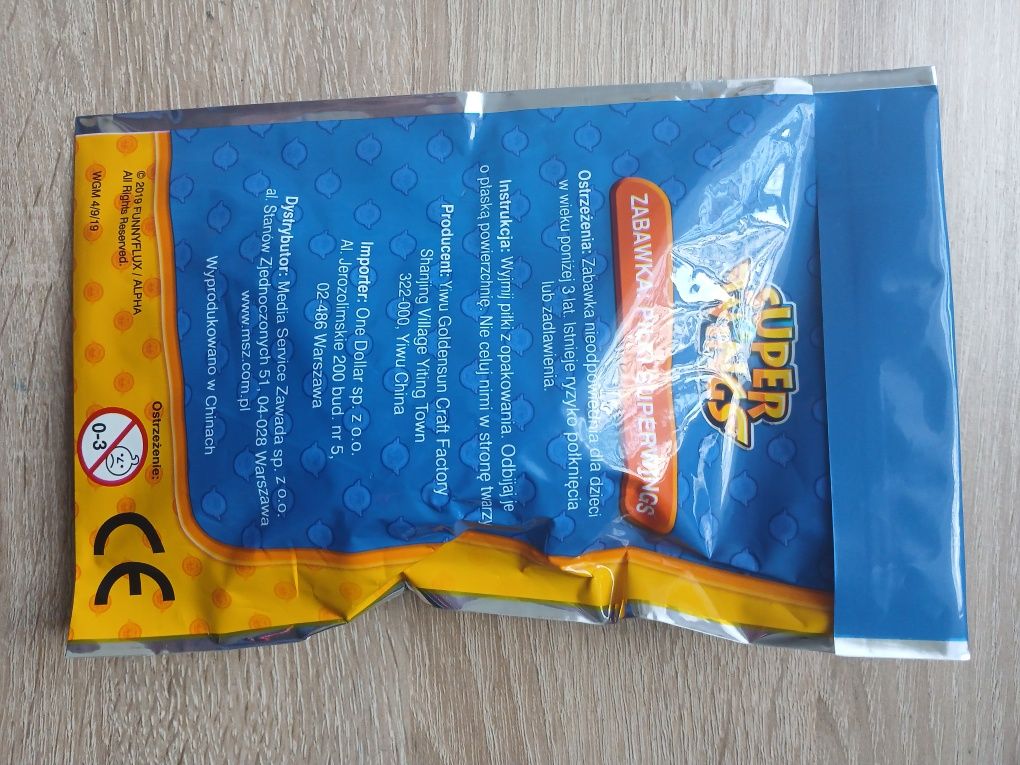 SUPER
WINGS
ZABAWKA PIŁKI SUPERWINGS
Ostrzeżenia: Zabawka nieodpowiednia dla dzieci
w wieku poniżej 3 lat. Istnieje ryzyko połknięcia
lub zadławienia.
Instrukcja: Wyjmij piłki z opakowania. Odbijaj je
o płaską powierzchnię. Nie celuj nimi w stronę twarzy
Producent: Yiwu Goldensun Craft Factory
Shanjing Village Yiting Town
322-000, Yiwu China
Importer: One Dollar sp. z o.o.
Al. Jerozolimskie 200 bud. nr 5,
02-486 Warszawa
Dystrybutor: Media Service Zawada sp. z o.o.
al. Stanów Zjednoczonych 51, 04-028 Warszawa
www.msz.com.pl
Wyprodukowano w Chinach
© 2019 FUNNYFLUX / ALPHA
All Rights Reserved.
WGM 4/9/19
Ostrzeżenie:
0-3
CE